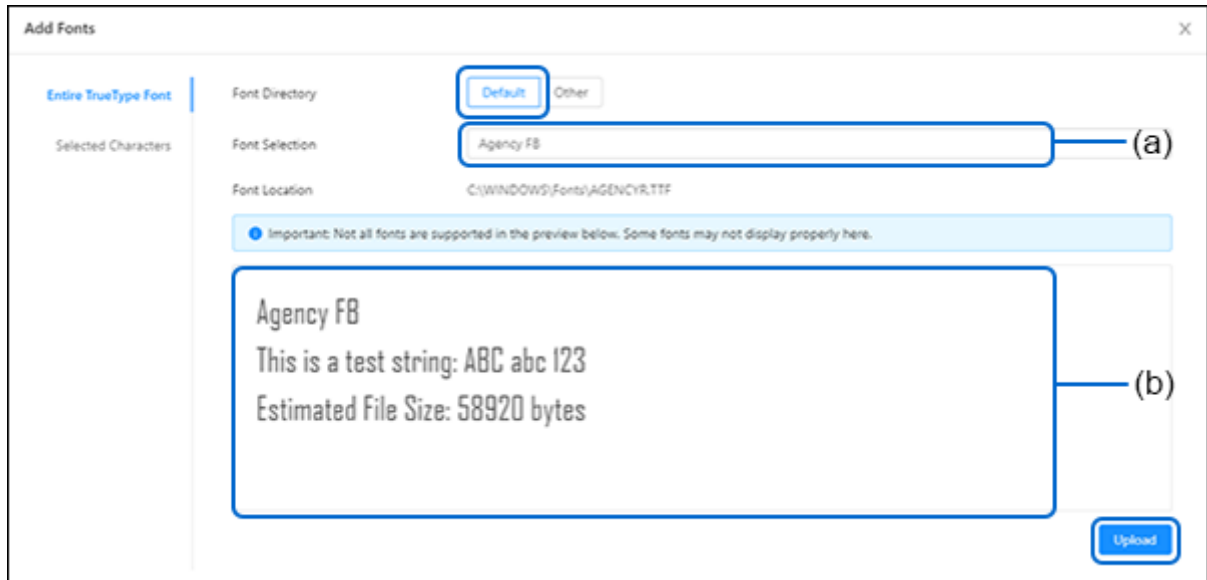 Add Fonts
Entire TrueType Font
Font Directory
Default
Other
Selected Characters
Font Selection
Agency FB
(a)
Font Location
C:\WINDOWS\Fonts\AGENCYR.TTF
Important: Not all fonts are supported in the preview below. Some fonts may not display properly here.
Agency FB
This is a test string: ABC abc 123
Estimated File Size: 58920 bytes
(b)
Upload